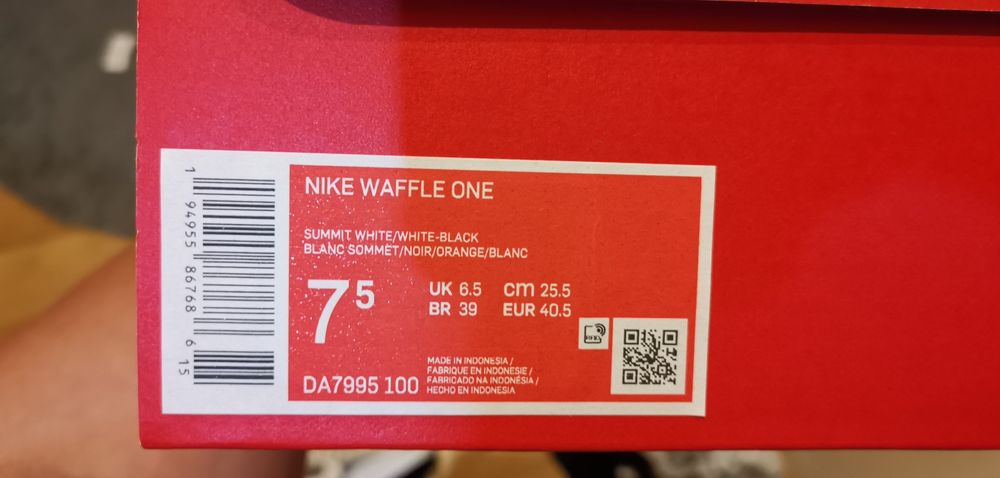 NIKE WAFFLE ONE
SUMMIT WHITE/WHITE-BLACK
BLANC SOMMET/NOIR/ORANGE/BLANC
7⁵
UK 6.5 cm 25.5
BR 39 EUR 40.5
DA7995 100
MADE IN INDONESIA /
FABRIQUE EN INDONESIE /
FABRICADO NA INDONÉSIA /
HECHO EN INDONESIA
RFID
1 94955 86768 6 15